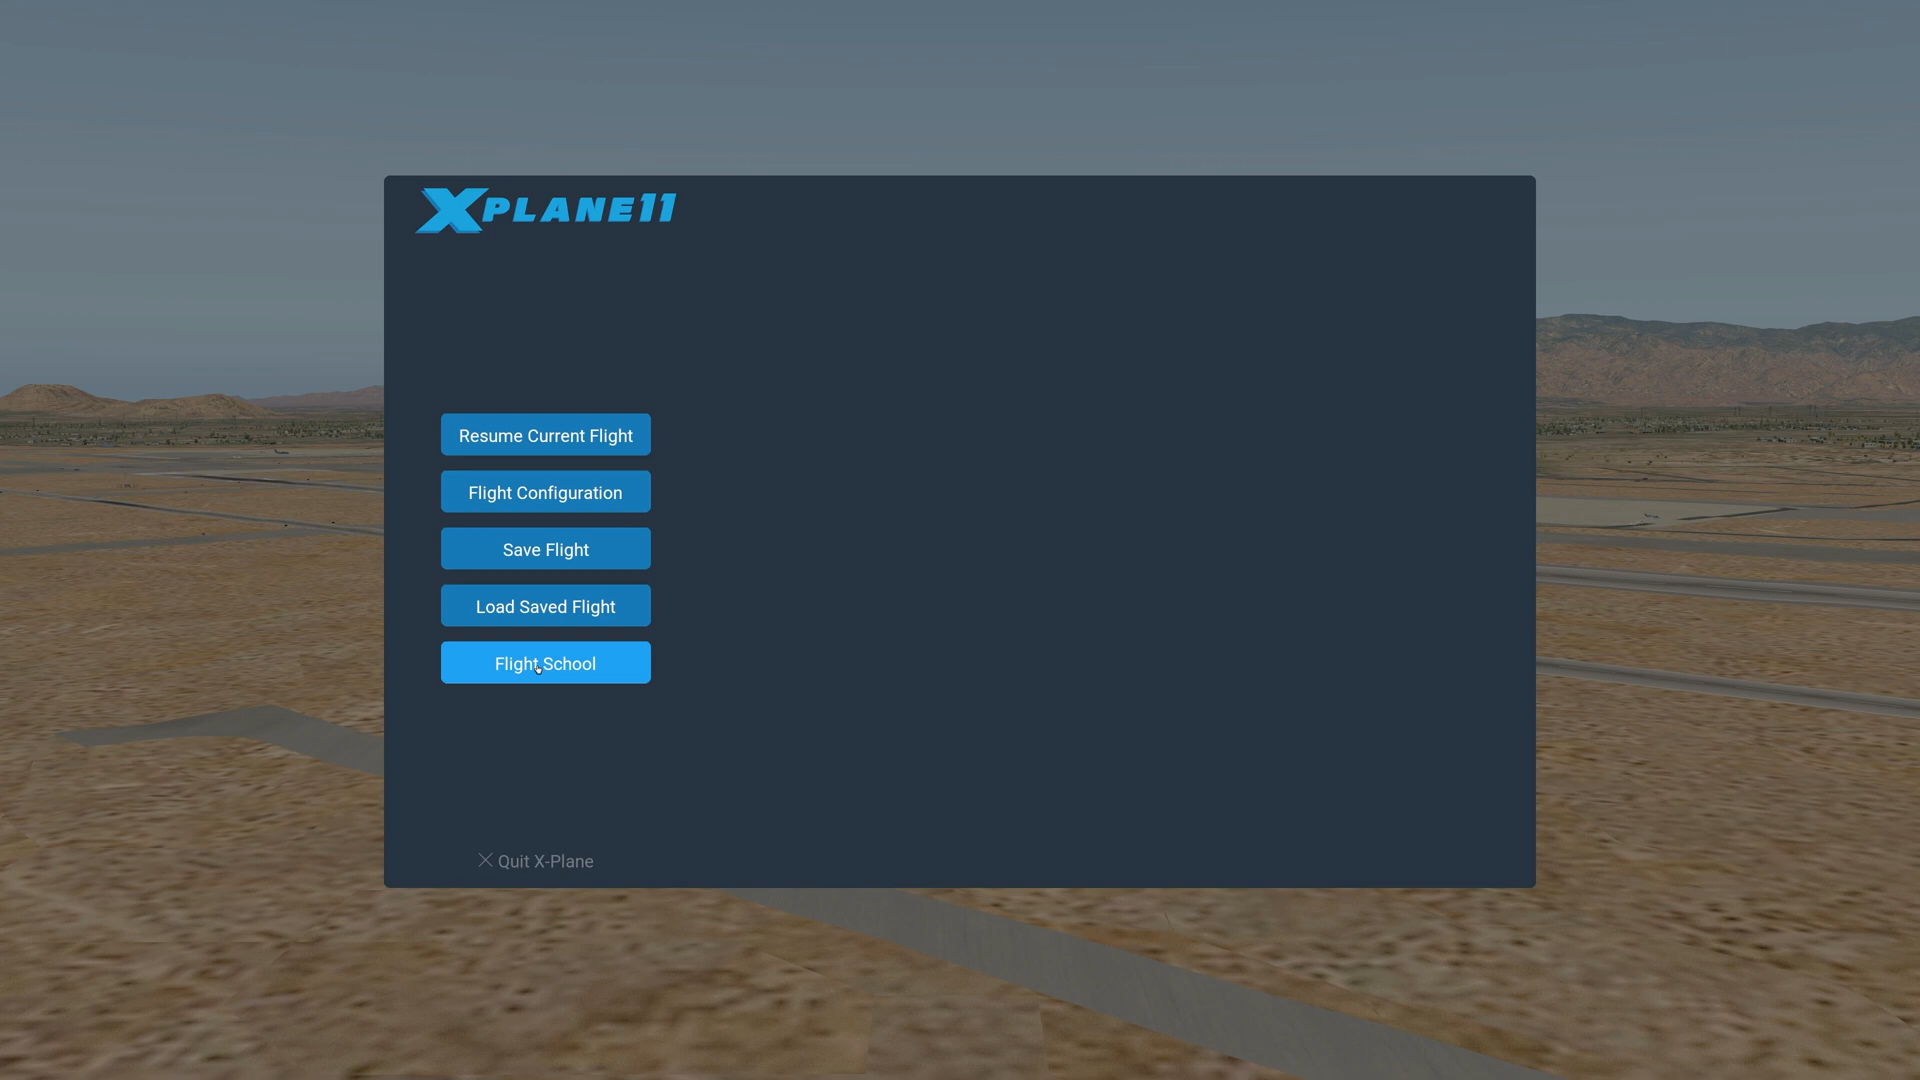 XPLANE11
Resume Current Flight
Flight Configuration
Save Flight
Load Saved Flight
Flight School
Quit X-Plane